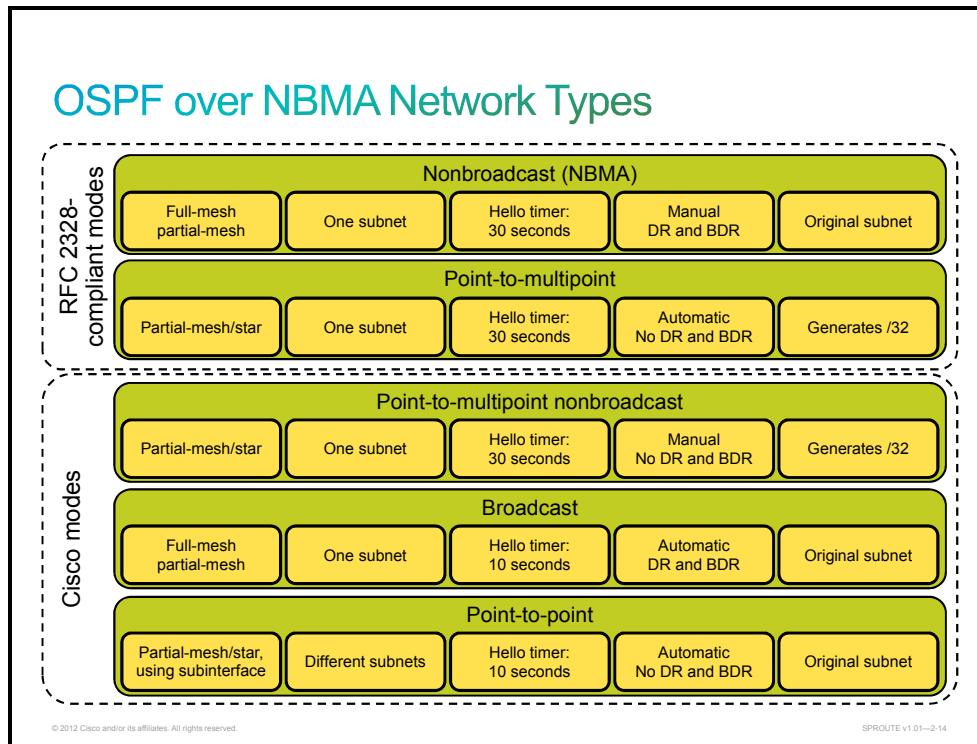 OSPF over NBMA Network Types
RFC 2328-
compliant modes
Nonbroadcast (NBMA)
Full-mesh
partial-mesh
One subnet
Hello timer:
30 seconds
Manual
DR and BDR
Original subnet
Point-to-multipoint
Partial-mesh/star
One subnet
Hello timer:
30 seconds
Automatic
No DR and BDR
Generates /32
Cisco modes
Point-to-multipoint nonbroadcast
Partial-mesh/star
One subnet
Hello timer:
30 seconds
Manual
No DR and BDR
Generates /32
Broadcast
Full-mesh
partial-mesh
One subnet
Hello timer:
10 seconds
Automatic
DR and BDR
Original subnet
Point-to-point
Partial-mesh/star,
using subinterface
Different subnets
Hello timer:
10 seconds
Automatic
No DR and BDR
Original subnet
© 2012 Cisco and/or its affiliates. All rights reserved.
SPROUTE v1.01—2-14